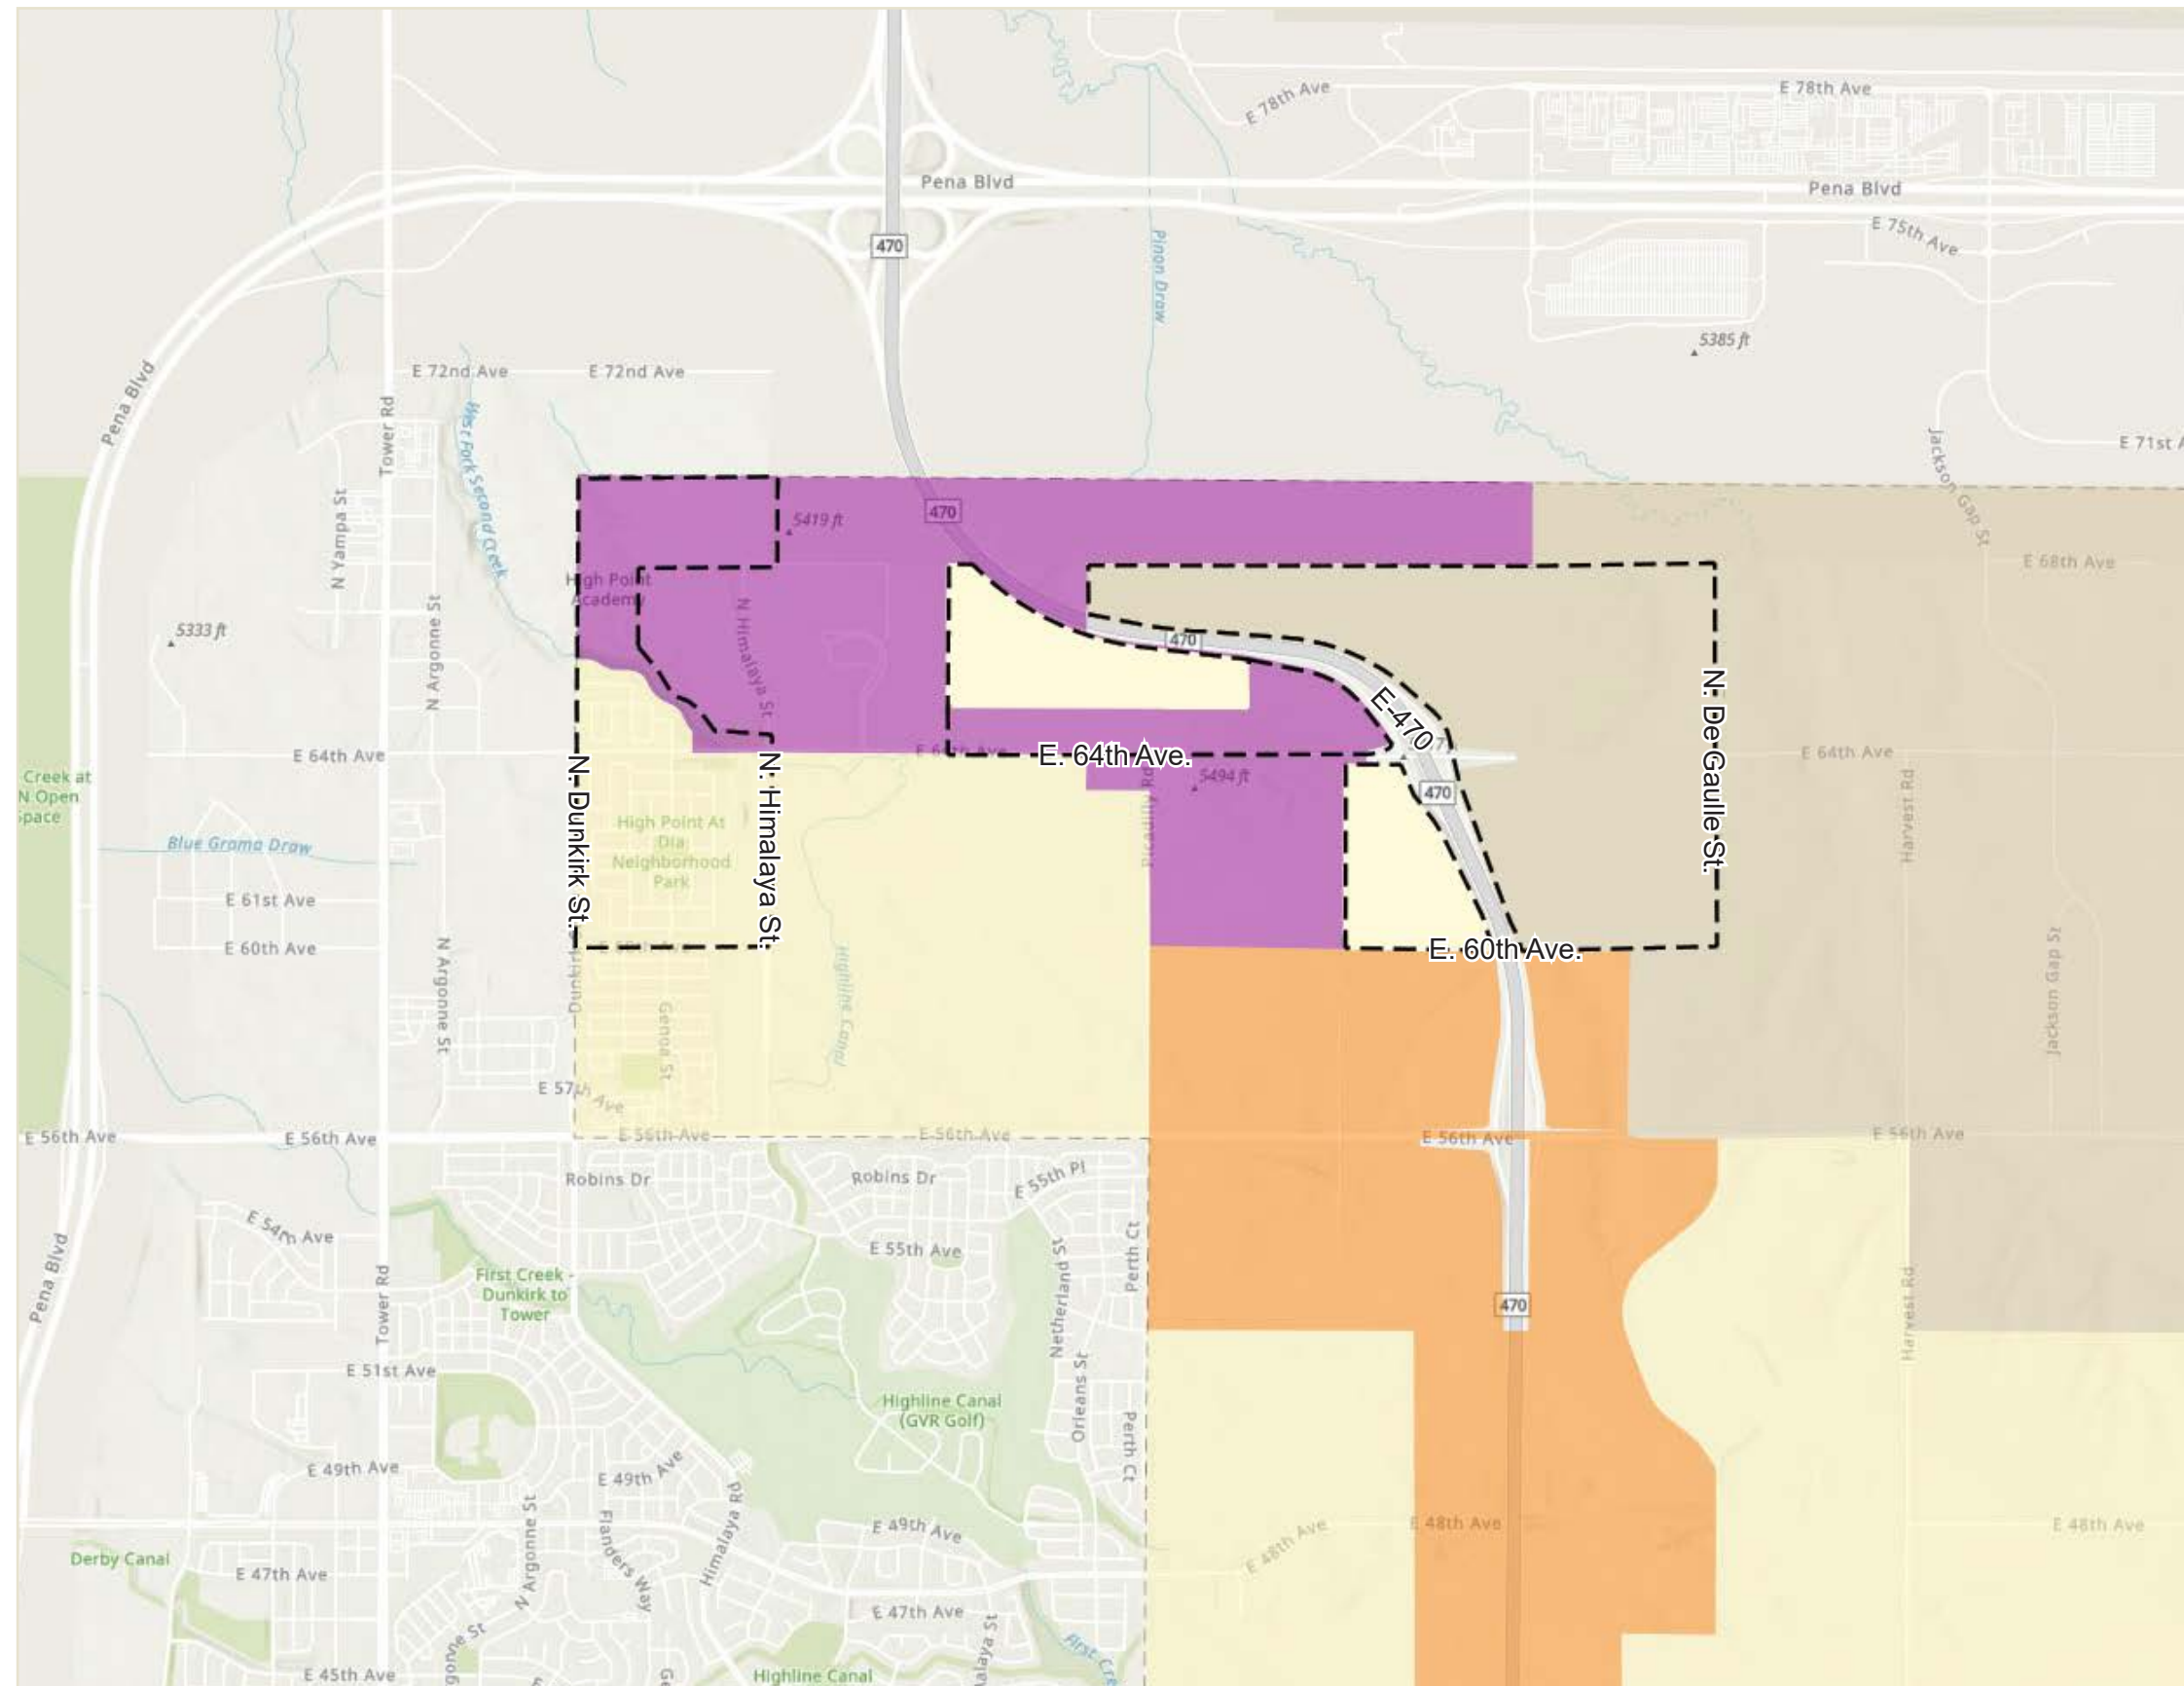 E 78th Ave
E 78th Ave
Pena Blvd
Pena Blvd
E 75th Ave
470
Pinon Draw
5385 ft
Pena Blvd
E 72nd Ave
E 72nd Ave
Tower Rd
West Fork Second Creek
Jackson Gap St
E 71st A
N Yampa St
470
5419 ft
E 68th Ave
High Point
Academy
N Himalaya St
N Argonne St
5333 ft
470
E-470
N. De Gaulle St.
E 64th Ave
E. 64th Ave.
E 64th Ave
N. Dunkirk St.
N. Himalaya St.
Creek at
N Open
Space
5494 ft
470
Harvest Rd
High Point At
Dia
Neighborhood
Park
Blue Grama Draw
E 61st Ave
E 60th Ave
E. 60th Ave.
N Argonne St
Highline Canal
Genoa St
Jackson Gap St
E 57th Ave
E 56th Ave
E 56th Ave
E 56th Ave
E 56th Ave
E 56th Ave
E 56th Ave
Robins Dr
Robins Dr
E 55th Pl
E 54th Ave
E 55th Ave
Perth Ct
Netherland St
Pena Blvd
Tower Rd
First Creek -
Dunkirk to
Tower
470
Harvest Rd
E 51st Ave
Highline Canal
(GVR Golf)
Orleans St
Perth Ct
E 49th Ave
E 49th Ave
Himalaya Rd
N Argonne St
Flanders Way
E 49th Ave
E 48th Ave
E 48th Ave
E 48th Ave
Derby Canal
E 47th Ave
E 47th Ave
E 45th Ave
Highline Canal